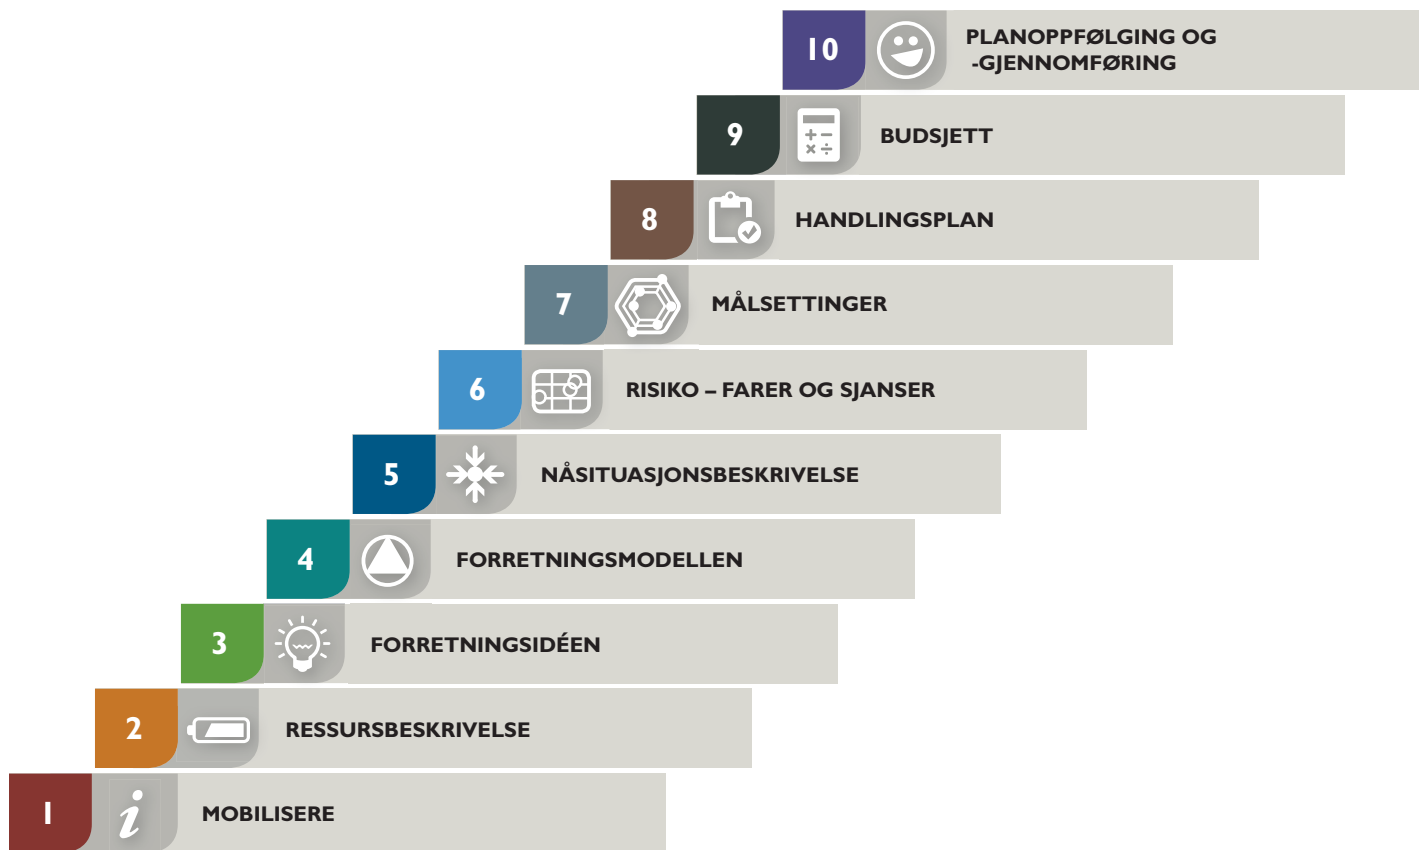 10 PLANOPPFØLGING OG
-GJENNOMFØRING
9 BUDSJETT
8 HANDLINGSPLAN
7 MÅLSETTINGER
6 RISIKO – FARER OG SJANSER
5 NÅSITUASJONSBESKRIVELSE
4 FORRETNINGSMODELLEN
3 FORRETNINGSIDÉEN
2 RESSURSBESKRIVELSE
1 i MOBILISERE